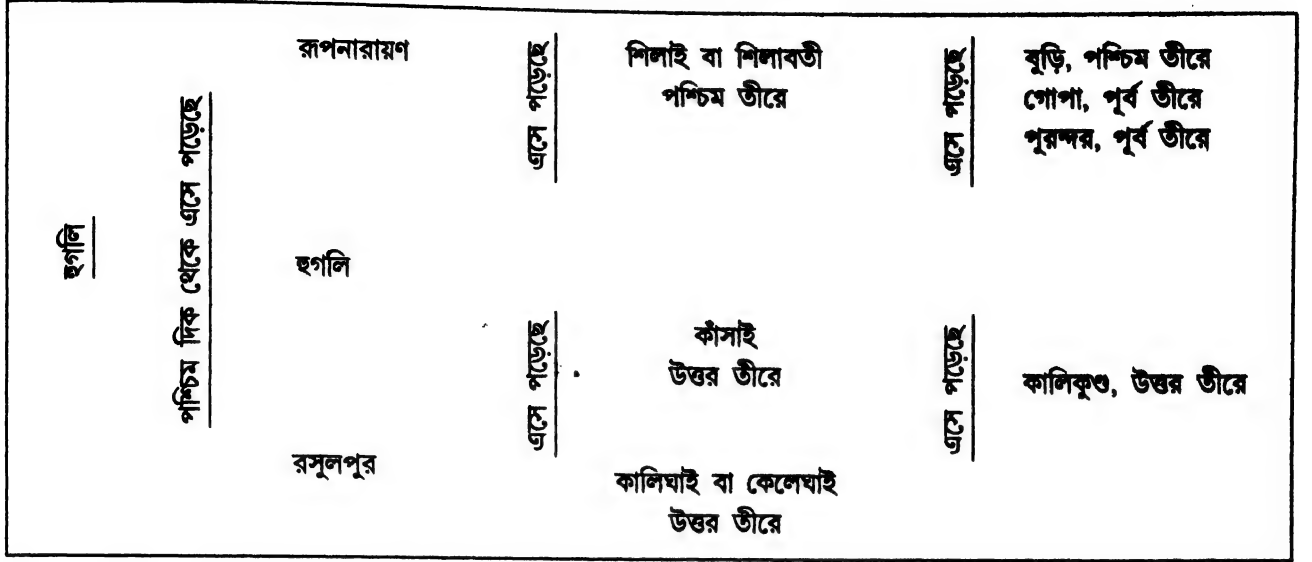 হুগলি
পশ্চিম দিক থেকে এসে পড়েছে
রূপনারায়ণ
হুগলি
রসুলপুর
এসে পড়েছে
শিলাই বা শিলাবতী
পশ্চিম তীরে
এসে পড়েছে
বুড়ি, পশ্চিম তীরে
গোপা, পূর্ব তীরে
পুরন্দর, পূর্ব তীরে
এসে পড়েছে
কাঁসাই
উত্তর তীরে
কালিঘাই বা কেলেঘাই
উত্তর তীরে
এসে পড়েছে
কালিকুণ্ড, উত্তর তীরে